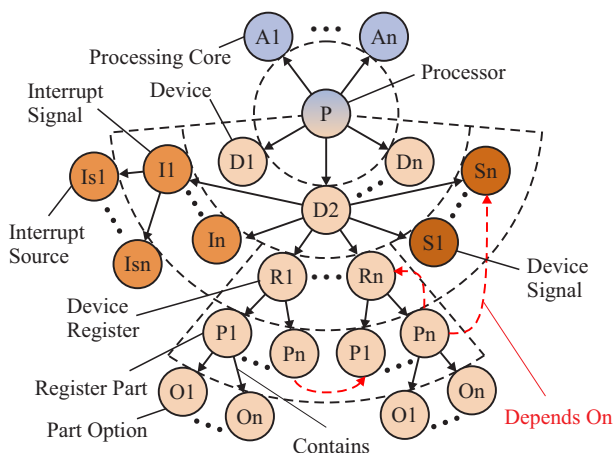 A1
An
Processing Core
Processor
Interrupt
Signal
Device
P
Is1
I1
D1
Dn
Sn
Interrupt
Source
Isn
In
D2
S1
Device
Signal
Device
Register
R1
Rn
Register Part
P1
Pn
P1
Pn
Part Option
O1
On
Contains
O1
On
Depends On